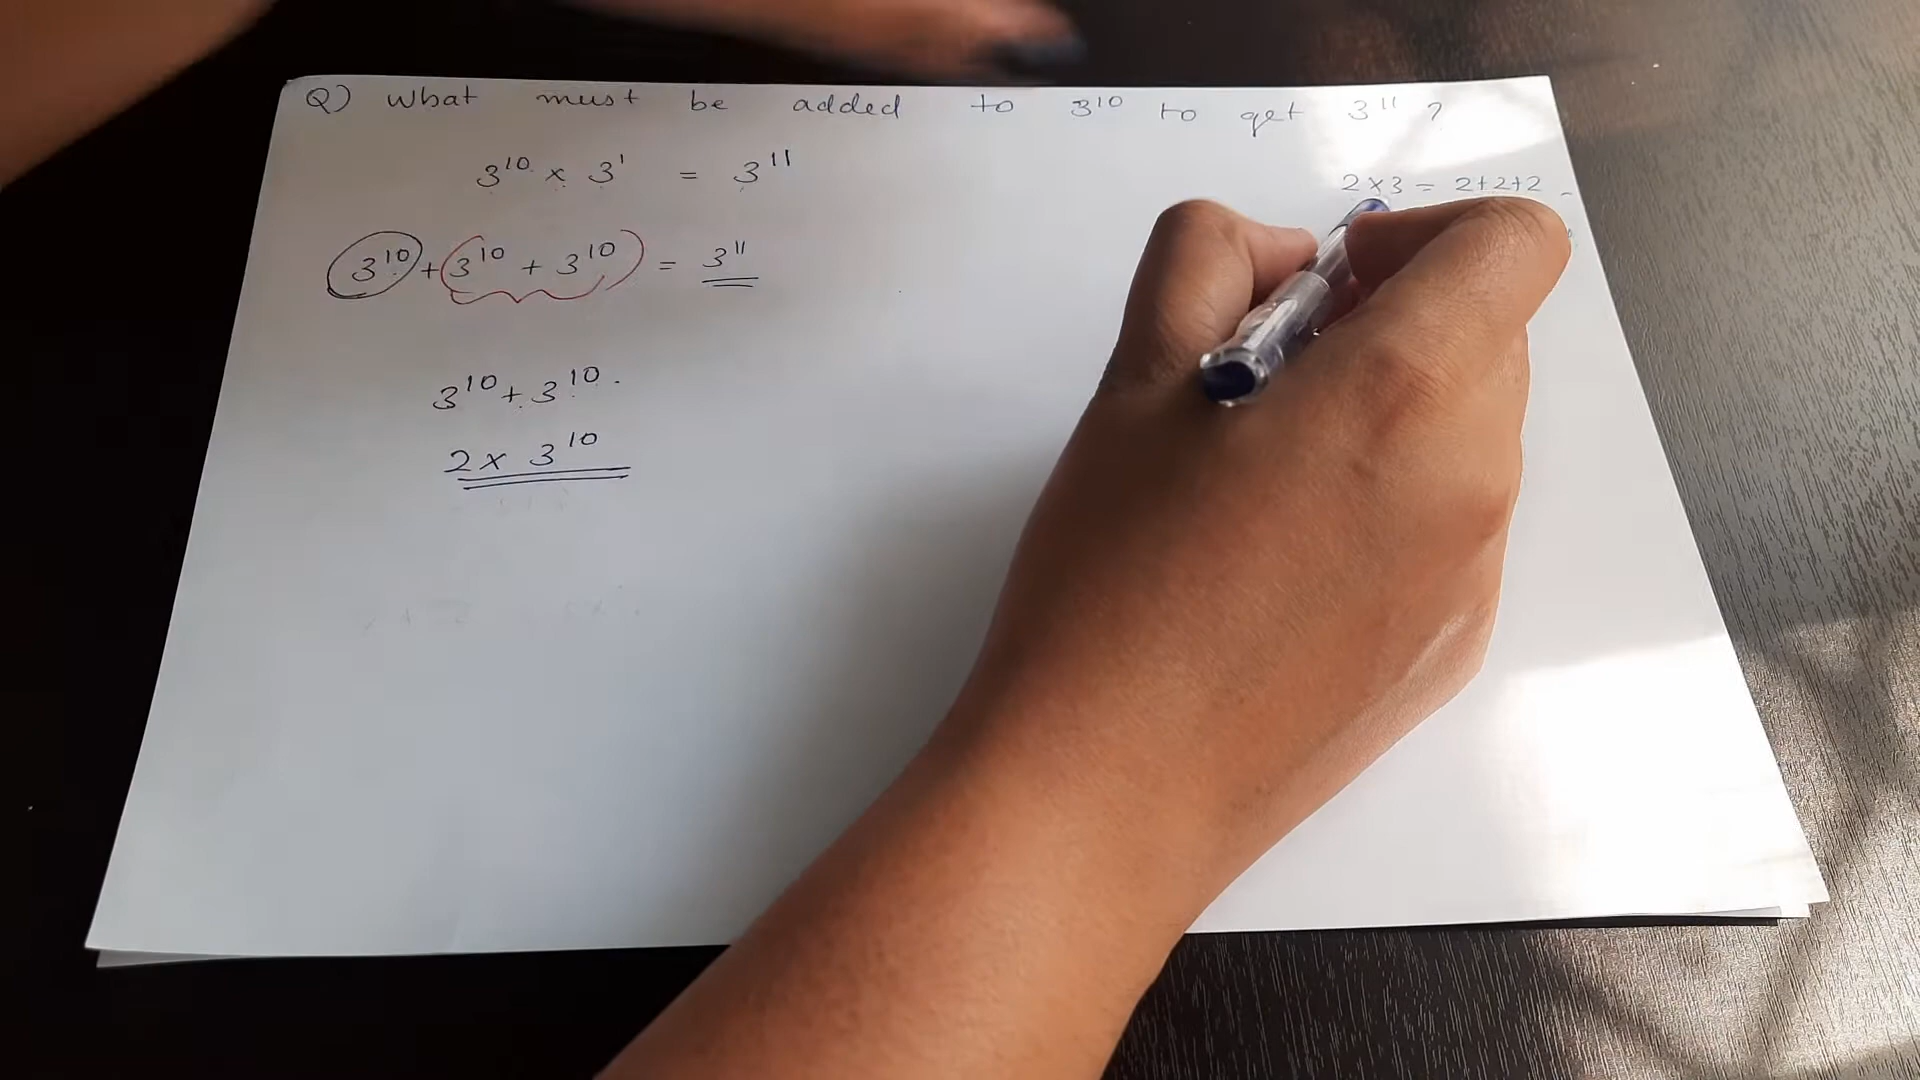 Q) What must be added to 3¹⁰ to get 3¹¹ ?
3¹⁰ × 3¹ = 3¹¹
2×3 = 2+2+2
3¹⁰ + (3¹⁰ + 3¹⁰) = 3¹¹
3¹⁰ + 3¹⁰.
2 × 3¹⁰